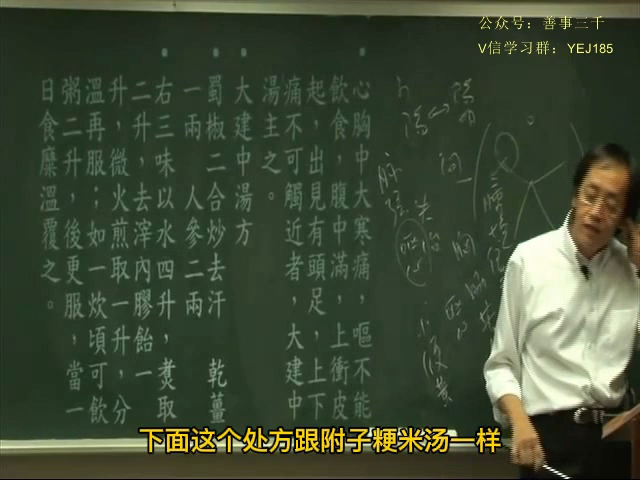 公众号：善事三千
V信学习群：YEJ185
心胸中大寒痛，嘔不能
飲食，腹中滿，上衝皮
起，出見有頭足，上下
痛不可觸近者，大建中
湯主之。
大建中湯方
蜀椒二合炒去汗　乾薑
一兩　人參二兩
右三味以水四升，煑取
二升，去滓內膠飴一
升，微火煎取一升，分
溫再服；如一炊頃可飲
粥二升，後更服，當一
日食糜溫覆之。
下面这个处方跟附子粳米汤一样